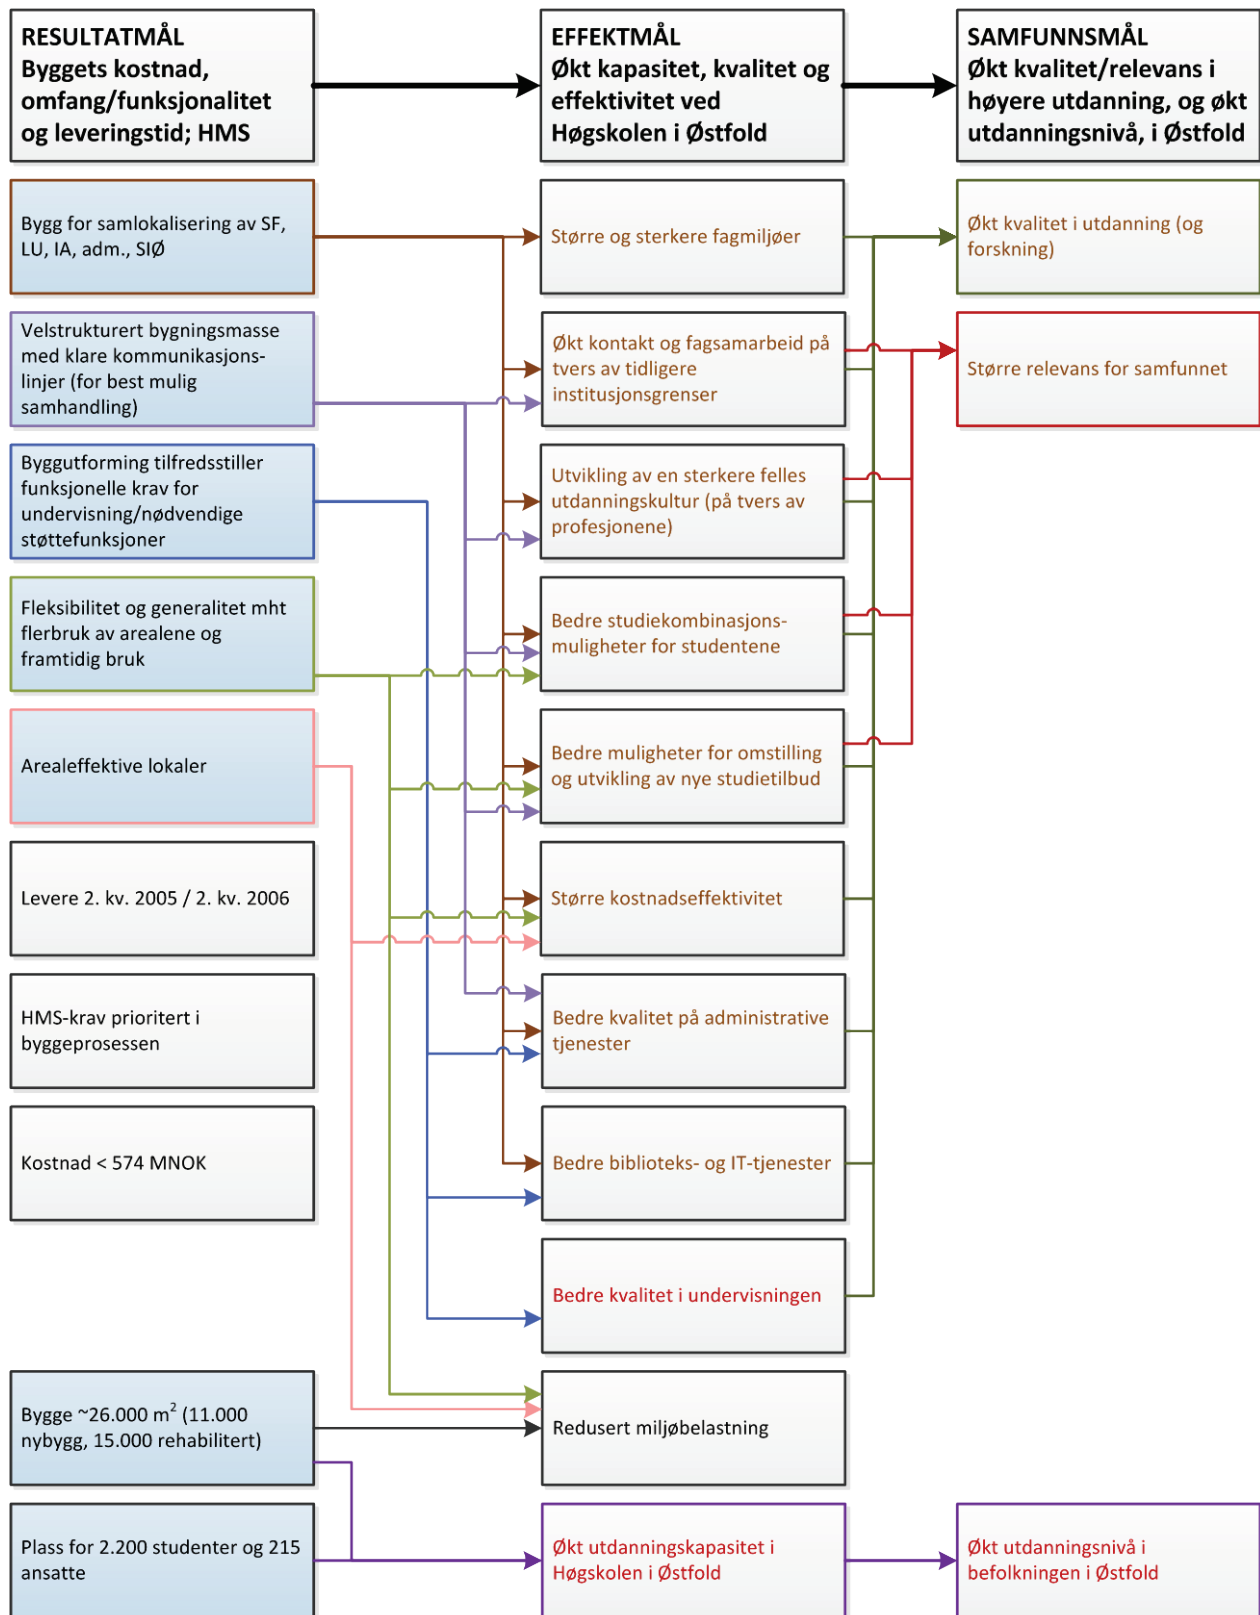 RESULTATMÅL
Byggets kostnad,
omfang/funksjonalitet
og leveringstid; HMS
EFFEKTMÅL
Økt kapasitet, kvalitet og
effektivitet ved
Høgskolen i Østfold
SAMFUNNSMÅL
Økt kvalitet/relevans i
høyere utdanning, og økt
utdanningsnivå, i Østfold
Bygg for samlokalisering av SF,
LU, IA, adm., SIØ
Større og sterkere fagmiljøer
Økt kvalitet i utdanning (og
forskning)
Velstrukturert bygningsmasse
med klare kommunikasjons-
linjer (for best mulig
samhandling)
Økt kontakt og fagsamarbeid på
tvers av tidligere
institusjonsgrenser
Større relevans for samfunnet
Byggutforming tilfredsstiller
funksjonelle krav for
undervisning/nødvendige
støttefunksjoner
Utvikling av en sterkere felles
utdanningskultur (på tvers av
profesjonene)
Fleksibilitet og generalitet mht
flerbruk av arealene og
framtidig bruk
Bedre studiekombinasjons-
muligheter for studentene
Arealeffektive lokaler
Bedre muligheter for omstilling
og utvikling av nye studietilbud
Levere 2. kv. 2005 / 2. kv. 2006
Større kostnadseffektivitet
HMS-krav prioritert i
byggeprosessen
Bedre kvalitet på administrative
tjenester
Kostnad < 574 MNOK
Bedre biblioteks- og IT-tjenester
Bedre kvalitet i undervisningen
Bygge ~26.000 m² (11.000
nybygg, 15.000 rehabilitert)
Redusert miljøbelastning
Plass for 2.200 studenter og 215
ansatte
Økt utdanningskapasitet i
Høgskolen i Østfold
Økt utdanningsnivå i
befolkningen i Østfold